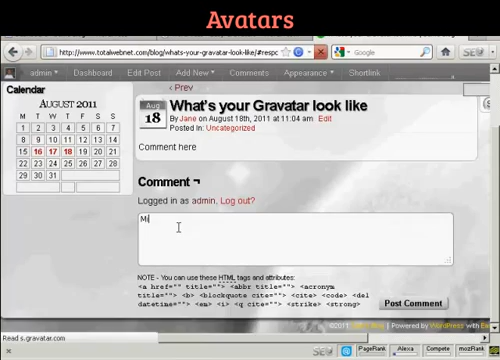 Avatars
http://www.totalwebnet.com/blog/whats-your-gravatar-look-like/#respc
Google
admin Dashboard Edit Post Add New Comments Appearance Shortlink
Calendar
‹ Prev
AUGUST 2011
M T W T F S S
1 2 3 4 5 6 7
8 9 10 11 12 13 14
15 16 17 18 19 20 21
22 23 24 25 26 27 28
29 30 31
Aug
18
What's your Gravatar look like
By Jane on August 18th, 2011 at 11:04 am Edit
Posted In: Uncategorized
Comment here
Comment ¬
Logged in as admin. Log out?
Mi
NOTE - You can use these HTML tags and attributes:
<a href="" title=""> <abbr title=""> <acronym
title=""> <b> <blockquote cite=""> <cite> <code> <del
datetime=""> <em> <i> <q cite=""> <strike> <strong>
Post Comment
©2011 | Powered by WordPress with
Read s.gravatar.com
PageRank Alexa Compete mozRank